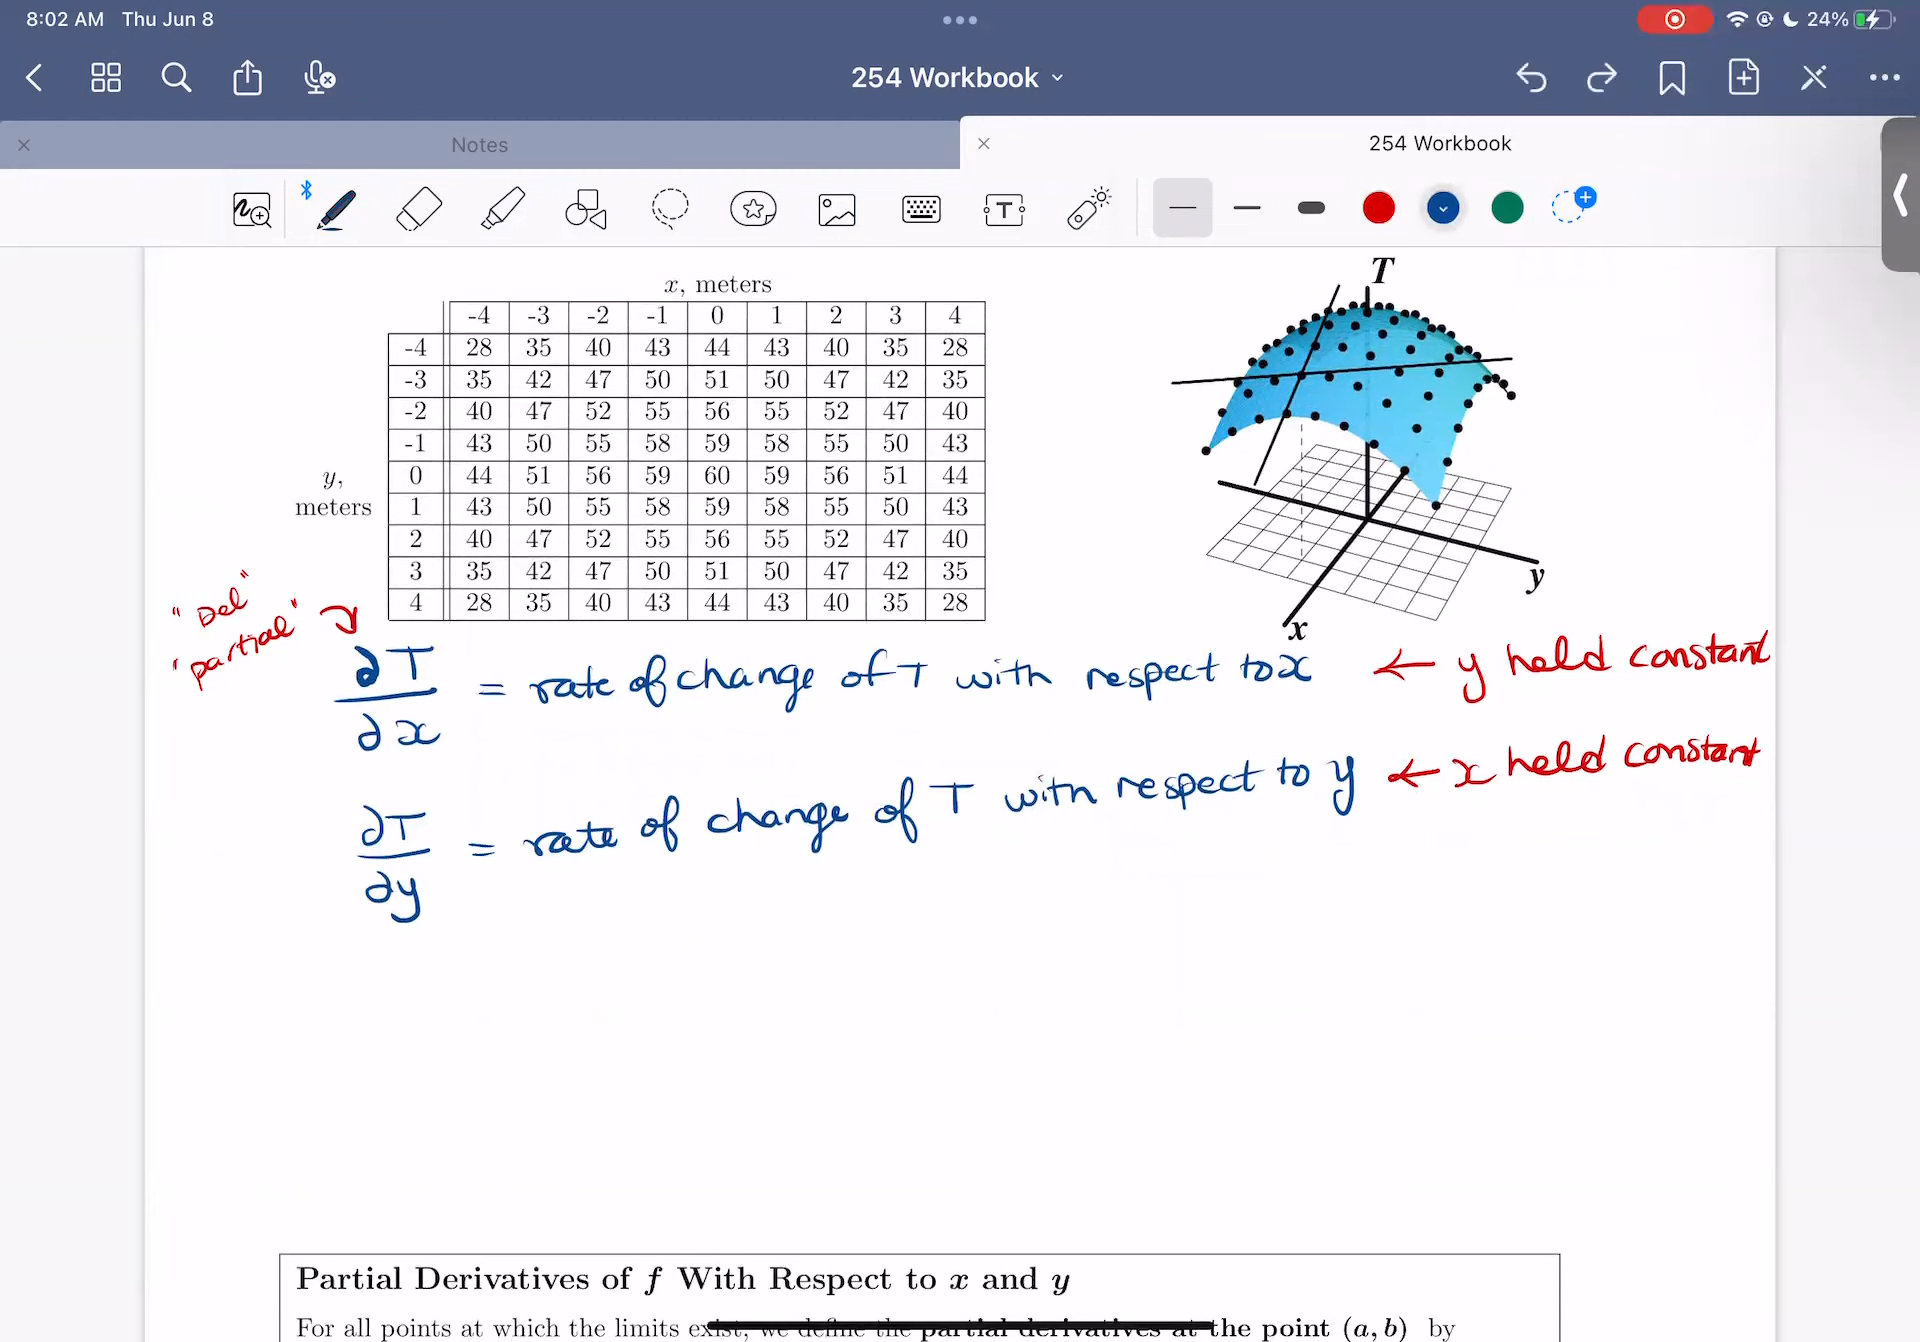 8:02 AM Thu Jun 8
24%
254 Workbook
Notes
254 Workbook
x, meters
-4 -3 -2 -1 0 1 2 3 4
-4 28 35 40 43 44 43 40 35 28
-3 35 42 47 50 51 50 47 42 35
-2 40 47 52 55 56 55 52 47 40
-1 43 50 55 58 59 58 55 50 43
0 44 51 56 59 60 59 56 51 44
1 43 50 55 58 59 58 55 50 43
2 40 47 52 55 56 55 52 47 40
3 35 42 47 50 51 50 47 42 35
4 28 35 40 43 44 43 40 35 28
y,
meters
T
y
x
"Del"
"partial"
∂T/∂x = rate of change of T with respect to x ← y held constant
∂T/∂y = rate of change of T with respect to y ← x held constant
Partial Derivatives of f With Respect to x and y
For all points at which the limits exist, we define the partial derivatives at the point (a, b) by